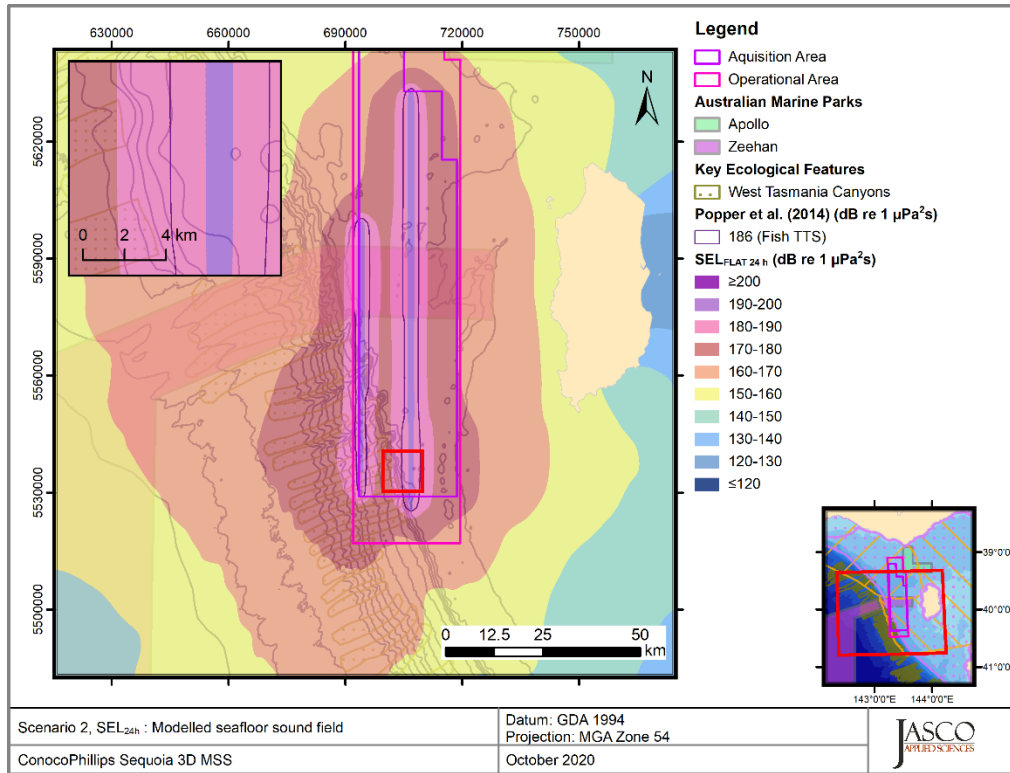 630000 660000 690000 720000 750000
5620000
5590000
5560000
5530000
5500000
0 2 4 km
N
0 12.5 25 50
km
Legend
Aquisition Area
Operational Area
Australian Marine Parks
Apollo
Zeehan
Key Ecological Features
West Tasmania Canyons
Popper et al. (2014) (dB re 1 µPa²s)
186 (Fish TTS)
SEL FLAT 24 h (dB re 1 µPa²s)
≥200
190-200
180-190
170-180
160-170
150-160
140-150
130-140
120-130
≤120
39°0'0"
40°0'0"
41°0'0"
143°0'0"E 144°0'0"E
Scenario 2, SEL24h : Modelled seafloor sound field
Datum: GDA 1994
Projection: MGA Zone 54
ConocoPhillips Sequoia 3D MSS
October 2020
JASCO
APPLIED SCIENCES